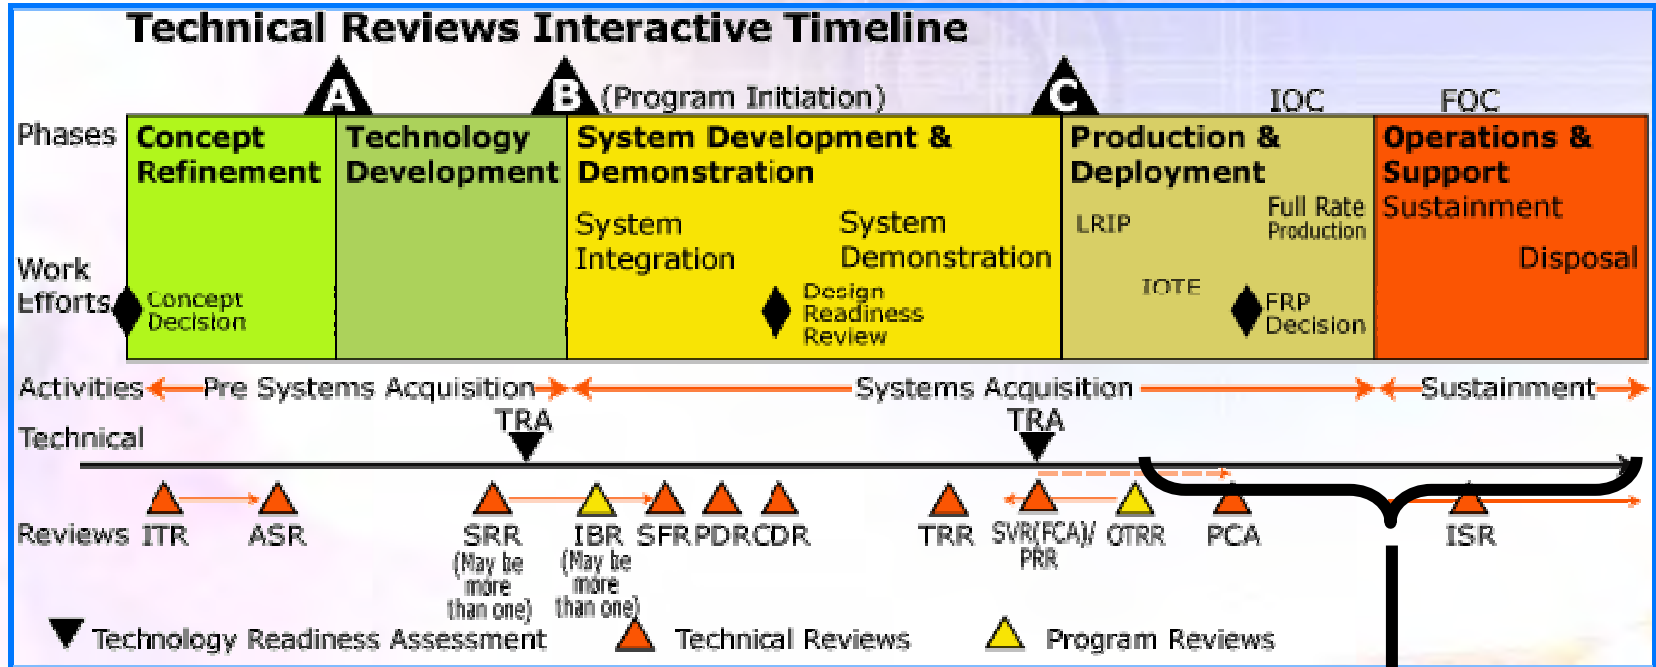 Technical Reviews Interactive Timeline
A
B
(Program Initiation)
C
IOC
FOC
Phases
Concept
Refinement
Technology
Development
System Development &
Demonstration
Production &
Deployment
Operations &
Support
Work
Efforts
Concept
Decision
System
Integration
System
Demonstration
Design
Readiness
Review
LRIP
Full Rate
Production
IOTE
FRP
Decision
Sustainment
Disposal
Activities
Pre Systems Acquisition
Systems Acquisition
Sustainment
Technical
TRA
TRA
Reviews
ITR
ASR
SRR
(May be
more
than one)
IBR
(May be
more
than one)
SFR
PDR
CDR
TRR
SVR(FCA)/
PRR
OTRR
PCA
ISR
Technology Readiness Assessment
Technical Reviews
Program Reviews